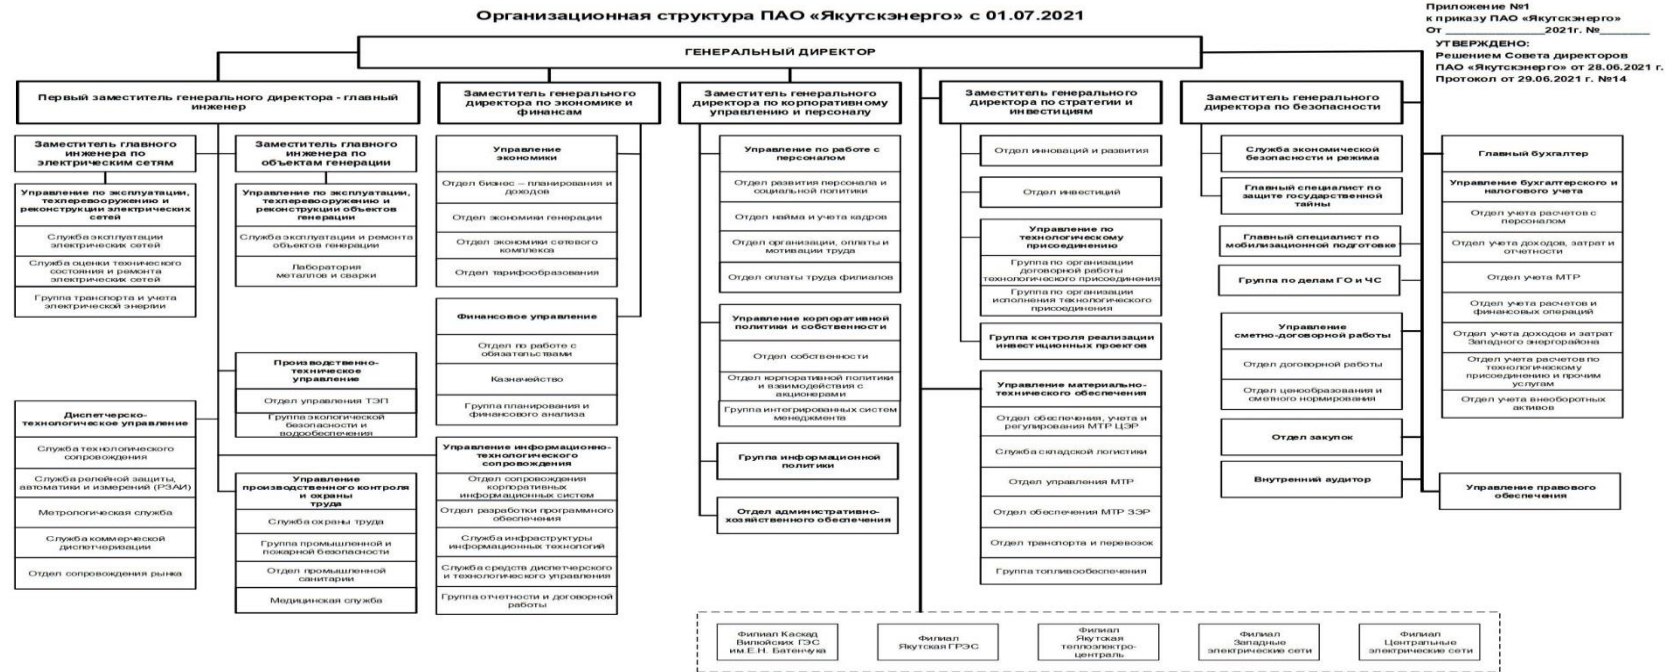 Организационная структура ПАО «Якутскэнерго» с 01.07.2021
Приложение №1
к приказу ПАО «Якутскэнерго»
От ______________2021г. №_______
УТВЕРЖДЕНО:
Решением Совета директоров
ПАО «Якутскэнерго» от 28.06.2021 г.
Протокол от 29.06.2021 г. №14
ГЕНЕРАЛЬНЫЙ ДИРЕКТОР
Первый заместитель генерального директора - главный
инженер
Заместитель главного
инженера по
электрическим сетям
Управление по эксплуатации,
техперевооружению и
реконструкции электрических
сетей
Служба эксплуатации
электрических сетей
Служба оценки технического
состояния и ремонта
электрических сетей
Группа транспорта и учета
электрической энергии
Диспетчерско-
технологическое управление
Служба технологического
сопровождения
Служба релейной защиты,
автоматики и измерений (РЗАИ)
Метрологическая служба
Служба коммерческой
диспетчеризации
Отдел сопровождения рынка
Заместитель главного
инженера по
объектам генерации
Управление по эксплуатации,
техперевооружению и
реконструкции объектов
генерации
Служба эксплуатации и ремонта
объектов генерации
Лаборатория
металлов и сварки
Производственно-
техническое
управление
Отдел управления ТЭП
Группа экологической
безопасности и
водообеспечения
Управление
производственного контроля
и охраны
труда
Служба охраны труда
Группа промышленной и
пожарной безопасности
Отдел промышленной
санитарии
Медицинская служба
Заместитель генерального
директора по экономике и
финансам
Управление
экономики
Отдел бизнес – планирования и
доходов
Отдел экономики генерации
Отдел экономики сетевого
комплекса
Отдел тарифообразования
Финансовое управление
Отдел по работе с
обязательствами
Казначейство
Группа планирования и
финансового анализа
Управление информационно-
технологического
сопровождения
Отдел сопровождения
корпоративных
информационных систем
Отдел разработки программного
обеспечения
Служба инфраструктуры
информационных технологий
Служба средств диспетчерского
и технологического управления
Группа отчетности и договорной
работы
Заместитель генерального
директора по корпоративному
управлению и персоналу
Управление по работе с
персоналом
Отдел развития персонала и
социальной политики
Отдел найма и учета кадров
Отдел организации, оплаты и
мотивации труда
Отдел оплаты труда филиалов
Управление корпоративной
политики и собственности
Отдел собственности
Отдел корпоративной политики
и взаимодействия с
акционерами
Группа интегрированных систем
менеджмента
Группа информационной
политики
Отдел административно-
хозяйственного обеспечения
Заместитель генерального
директора по стратегии и
инвестициям
Отдел инноваций и развития
Отдел инвестиций
Управление по
технологическому
присоединению
Группа по организации
договорной работы
технологического присоединения
Группа по организации
исполнения технологического
присоединения
Группа контроля реализации
инвестиционных проектов
Управление материально-
технического обеспечения
Отдел обеспечения, учета и
регулирования МТР ЦЭР
Служба складской логистики
Отдел управления МТР
Отдел обеспечения МТР ЗЭР
Отдел транспорта и перевозок
Группа топливообеспечения
Заместитель генерального
директора по безопасности
Служба экономической
безопасности и режима
Главный специалист по
защите государственной
тайны
Главный специалист по
мобилизационной подготовке
Группа по делам ГО и ЧС
Управление
сметно-договорной работы
Отдел договорной работы
Отдел ценообразования и
сметного нормирования
Отдел закупок
Внутренний аудитор
Главный бухгалтер
Управление бухгалтерского и
налогового учета
Отдел учета расчетов с
персоналом
Отдел учета доходов, затрат и
отчетности
Отдел учета МТР
Отдел учета расчетов и
финансовых операций
Отдел учета доходов и затрат
Западного энергорайона
Отдел учета расчетов по
технологическому
присоединению и прочим
услугам
Отдел учета внеоборотных
активов
Управление правового
обеспечения
Филиал Каскад
Вилюйских ГЭС
им.Е.Н. Батенчука
Филиал
Якутская ГРЭС
Филиал
Якутская
теплоэлектро-
централь
Филиал
Западные
электрические сети
Филиал
Центральные
электрические сети